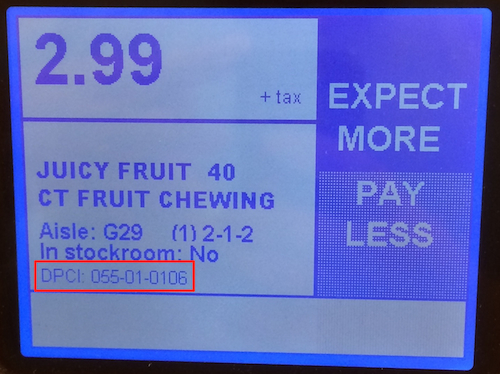 2.99
+ tax
EXPECT
MORE
PAY
LESS
JUICY FRUIT 40
CT FRUIT CHEWING
Aisle: G29 (1) 2-1-2
In stockroom: No
DPCI: 055-01-0106